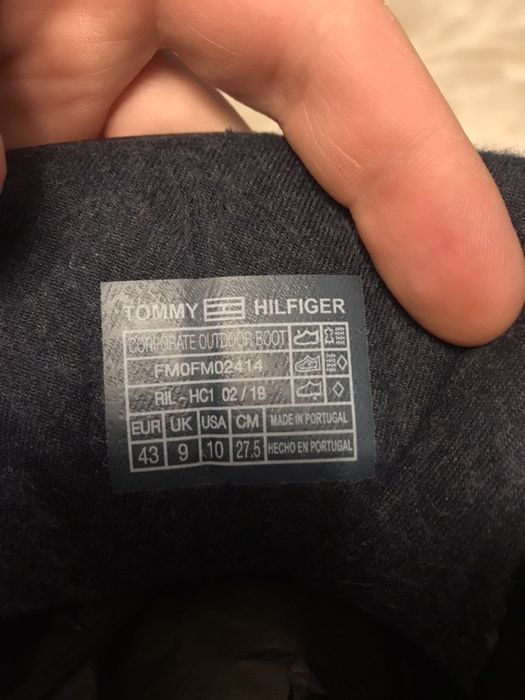 TOMMY HILFIGER
CORPORATE OUTDOOR BOOT
FM0FM02414
RIL - HC1 02 / 19
EUR UK USA CM MADE IN PORTUGAL
43 9 10 27.5 HECHO EN PORTUGAL